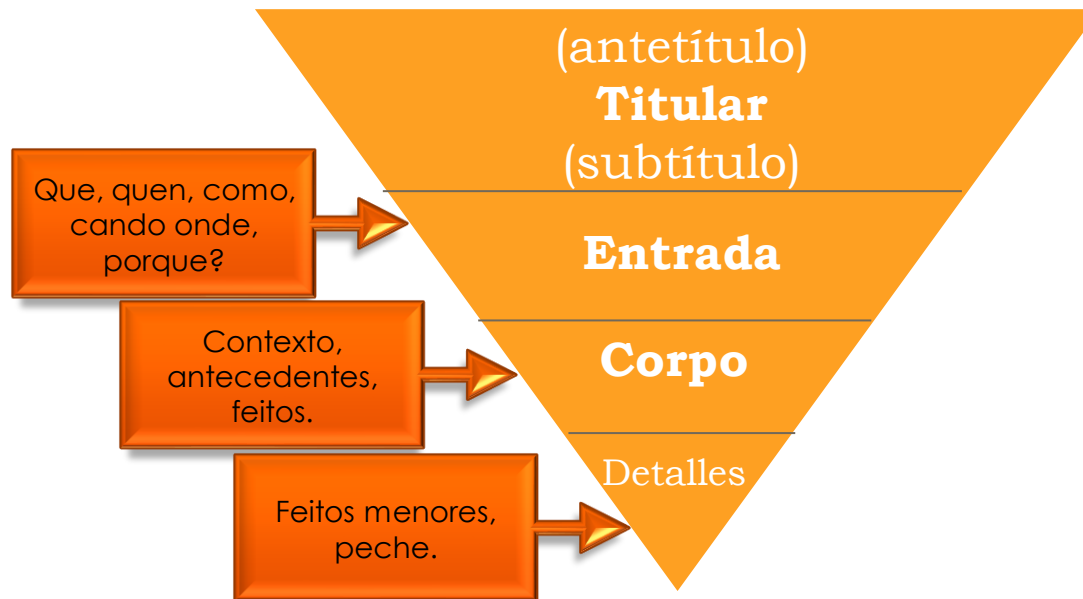 (antetítulo)
Titular
(subtítulo)
Que, quen, como,
cando onde,
porque?
Entrada
Contexto,
antecedentes,
feitos.
Corpo
Detalles
Feitos menores,
peche.